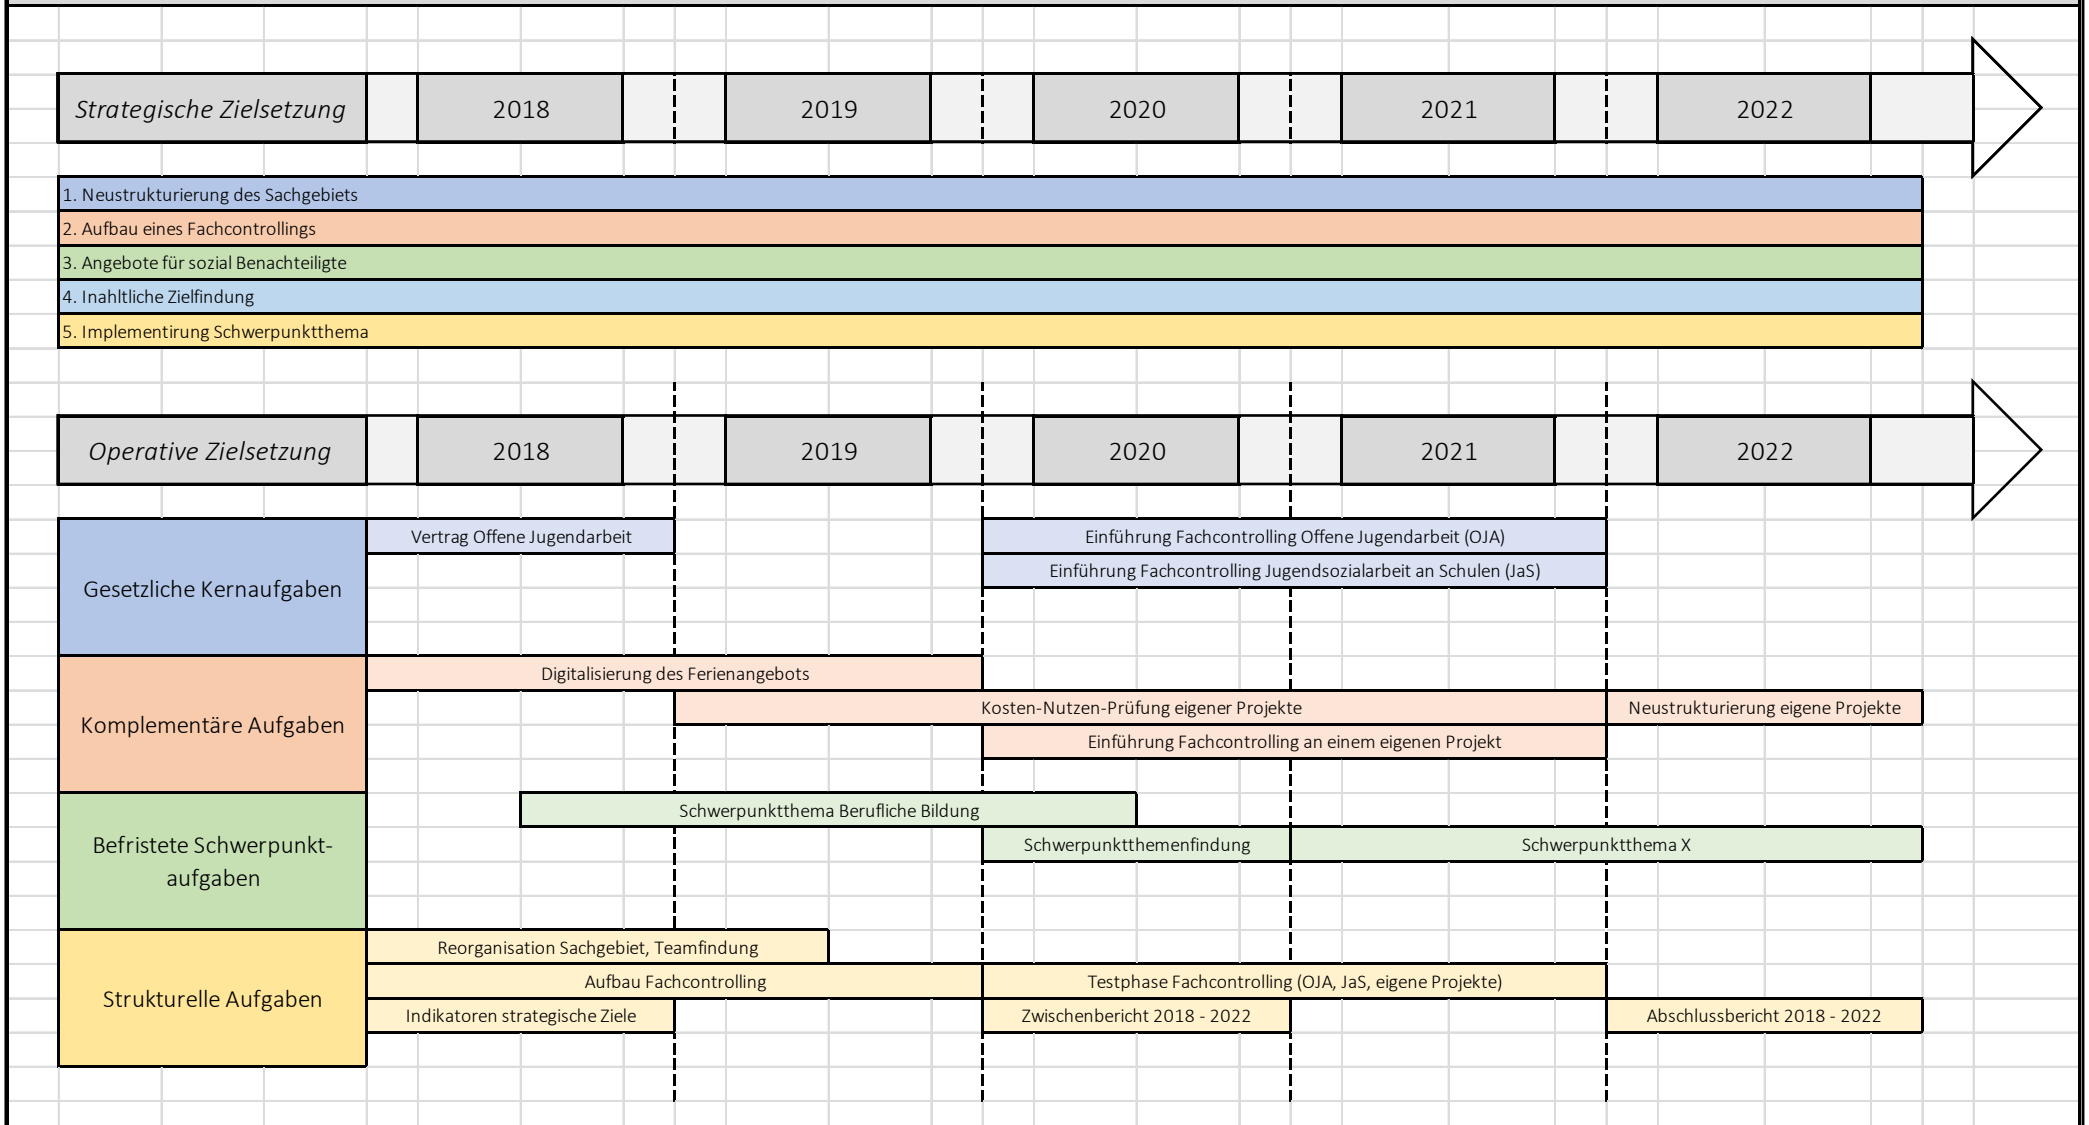 Strategische Zielsetzung 2018 2019 2020 2021 2022
1. Neustrukturierung des Sachgebiets
2. Aufbau eines Fachcontrollings
3. Angebote für sozial Benachteiligte
4. Inahltliche Zielfindung
5. Implementirung Schwerpunktthema
Operative Zielsetzung 2018 2019 2020 2021 2022
Gesetzliche Kernaufgaben
Vertrag Offene Jugendarbeit
Einführung Fachcontrolling Offene Jugendarbeit (OJA)
Einführung Fachcontrolling Jugendsozialarbeit an Schulen (JaS)
Komplementäre Aufgaben
Digitalisierung des Ferienangebots
Kosten-Nutzen-Prüfung eigener Projekte
Neustrukturierung eigene Projekte
Einführung Fachcontrolling an einem eigenen Projekt
Befristete Schwerpunkt-
aufgaben
Schwerpunktthema Berufliche Bildung
Schwerpunktthemenfindung
Schwerpunktthema X
Strukturelle Aufgaben
Reorganisation Sachgebiet, Teamfindung
Aufbau Fachcontrolling
Testphase Fachcontrolling (OJA, JaS, eigene Projekte)
Indikatoren strategische Ziele
Zwischenbericht 2018 - 2022
Abschlussbericht 2018 - 2022